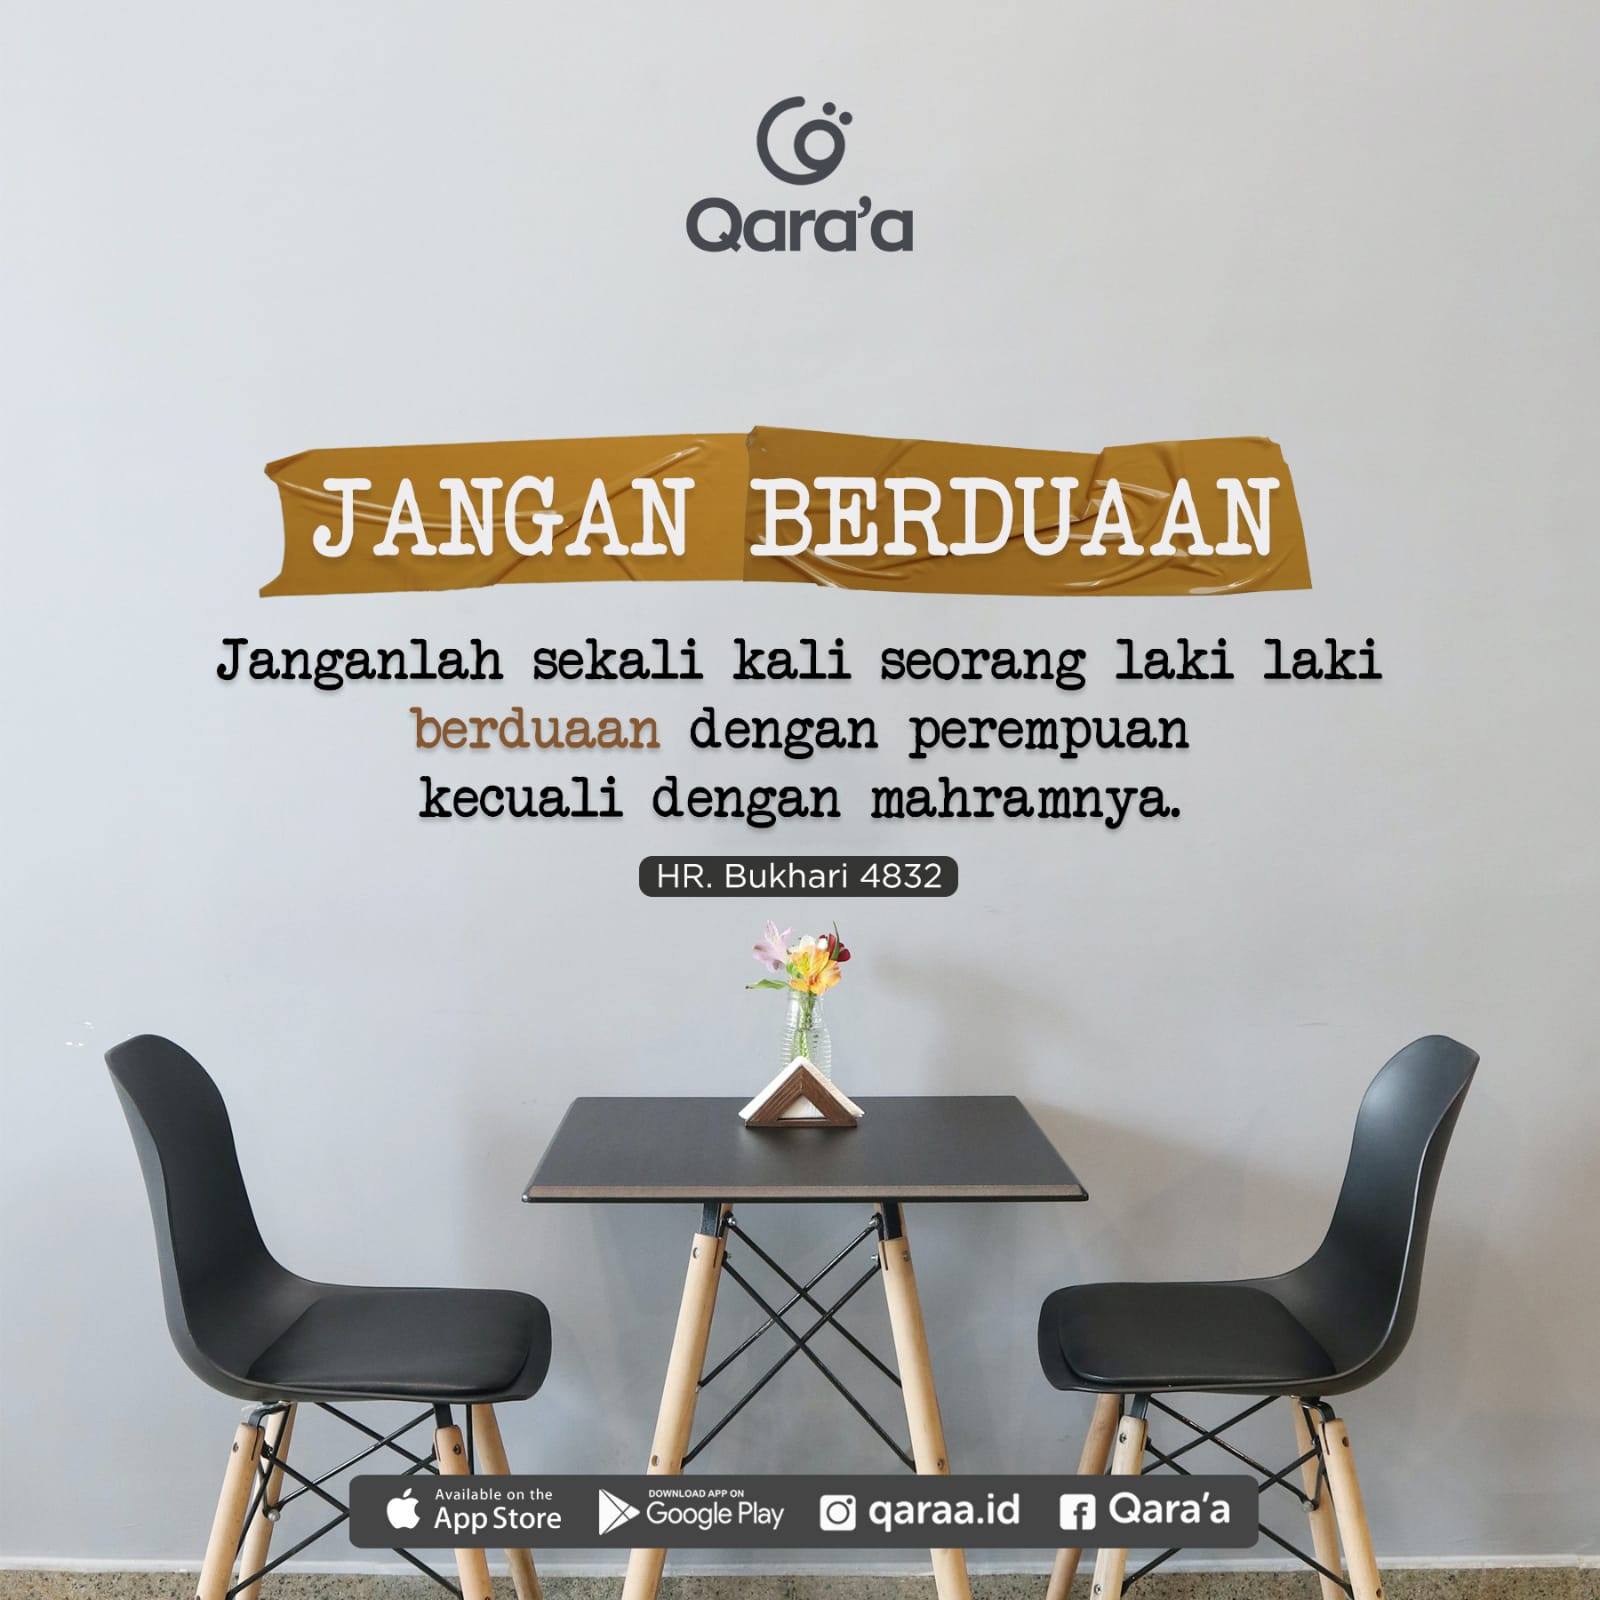 Qara'a
JANGAN BERDUAAN
Janganlah sekali kali seorang laki laki
berduaan dengan perempuan
kecuali dengan mahramnya.
HR. Bukhari 4832
Available on the
App Store
DOWNLOAD APP ON
Google Play
qaraa.id
Qara'a